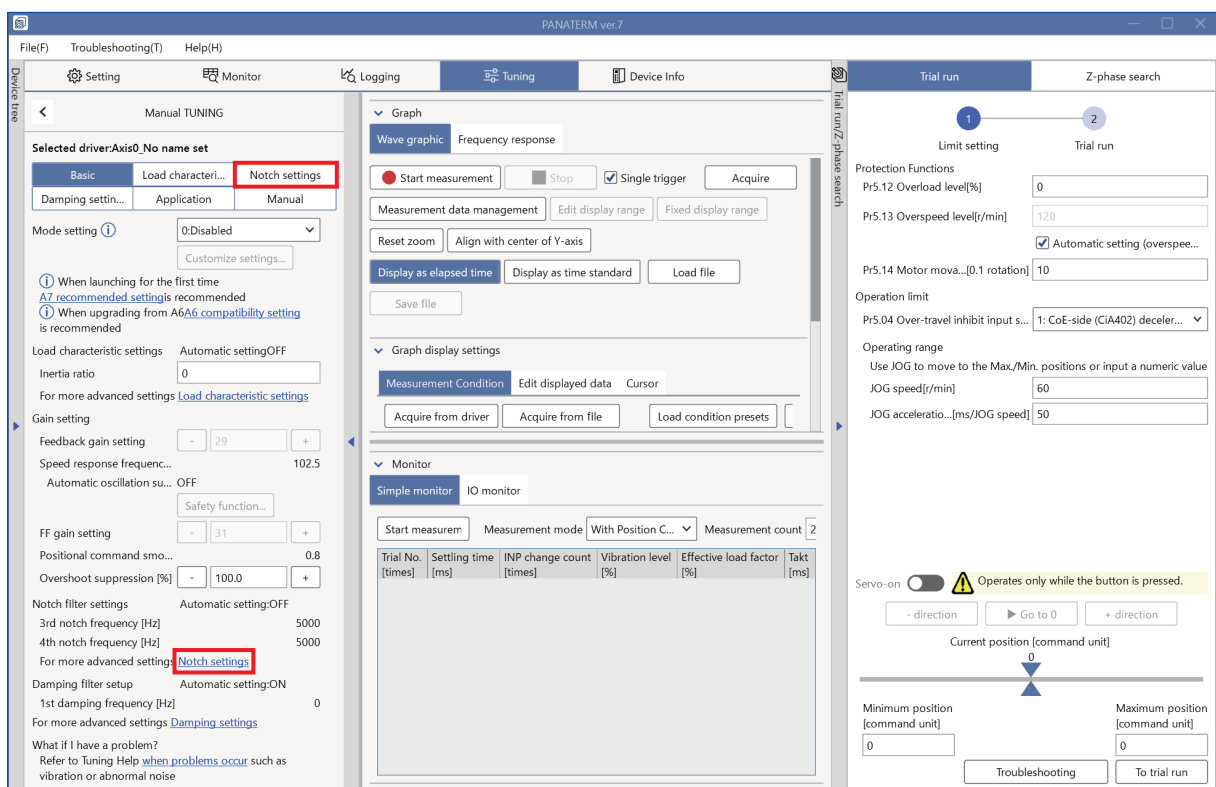 PANATERM ver.7
File(F) Troubleshooting(T) Help(H)
Device tree
Setting Monitor Logging Tuning Device Info
Manual TUNING
Selected driver:Axis0_No name set
Basic Load characteri... Notch settings
Damping settin... Application Manual
Mode setting 0:Disabled
Customize settings...
When launching for the first time
A7 recommended settingis recommended
When upgrading from A6A6 compatibility setting
is recommended
Load characteristic settings Automatic settingOFF
Inertia ratio 0
For more advanced settings Load characteristic settings
Gain setting
Feedback gain setting - 29 +
Speed response frequenc... 102.5
Automatic oscillation su... OFF
Safety function...
FF gain setting - 31 +
Positional command smo... 0.8
Overshoot suppression [%] - 100.0 +
Notch filter settings Automatic setting:OFF
3rd notch frequency [Hz] 5000
4th notch frequency [Hz] 5000
For more advanced settings Notch settings
Damping filter setup Automatic setting:ON
1st damping frequency [Hz] 0
For more advanced settings Damping settings
What if I have a problem?
Refer to Tuning Help when problems occur such as
vibration or abnormal noise
Graph
Wave graphic Frequency response
Start measurement Stop Single trigger Acquire
Measurement data management Edit display range Fixed display range
Reset zoom Align with center of Y-axis
Display as elapsed time Display as time standard Load file
Save file
Graph display settings
Measurement Condition Edit displayed data Cursor
Acquire from driver Acquire from file Load condition presets
Monitor
Simple monitor IO monitor
Start measurem Measurement mode With Position C... Measurement count 2
Trial No. Settling time INP change count Vibration level Effective load factor Takt
[times] [ms] [times] [%] [%] [ms]
Trial run/Z-phase search
Trial run Z-phase search
1 2
Limit setting Trial run
Protection Functions
Pr5.12 Overload level[%] 0
Pr5.13 Overspeed level[r/min] 120
Automatic setting (overspee...
Pr5.14 Motor mova...[0.1 rotation] 10
Operation limit
Pr5.04 Over-travel inhibit input s... 1: CoE-side (CiA402) deceler...
Operating range
Use JOG to move to the Max./Min. positions or input a numeric value
JOG speed[r/min] 60
JOG acceleratio...[ms/JOG speed] 50
Servo-on Operates only while the button is pressed.
- direction Go to 0 + direction
Current position [command unit]
0
Minimum position Maximum position
[command unit] [command unit]
0 0
Troubleshooting To trial run